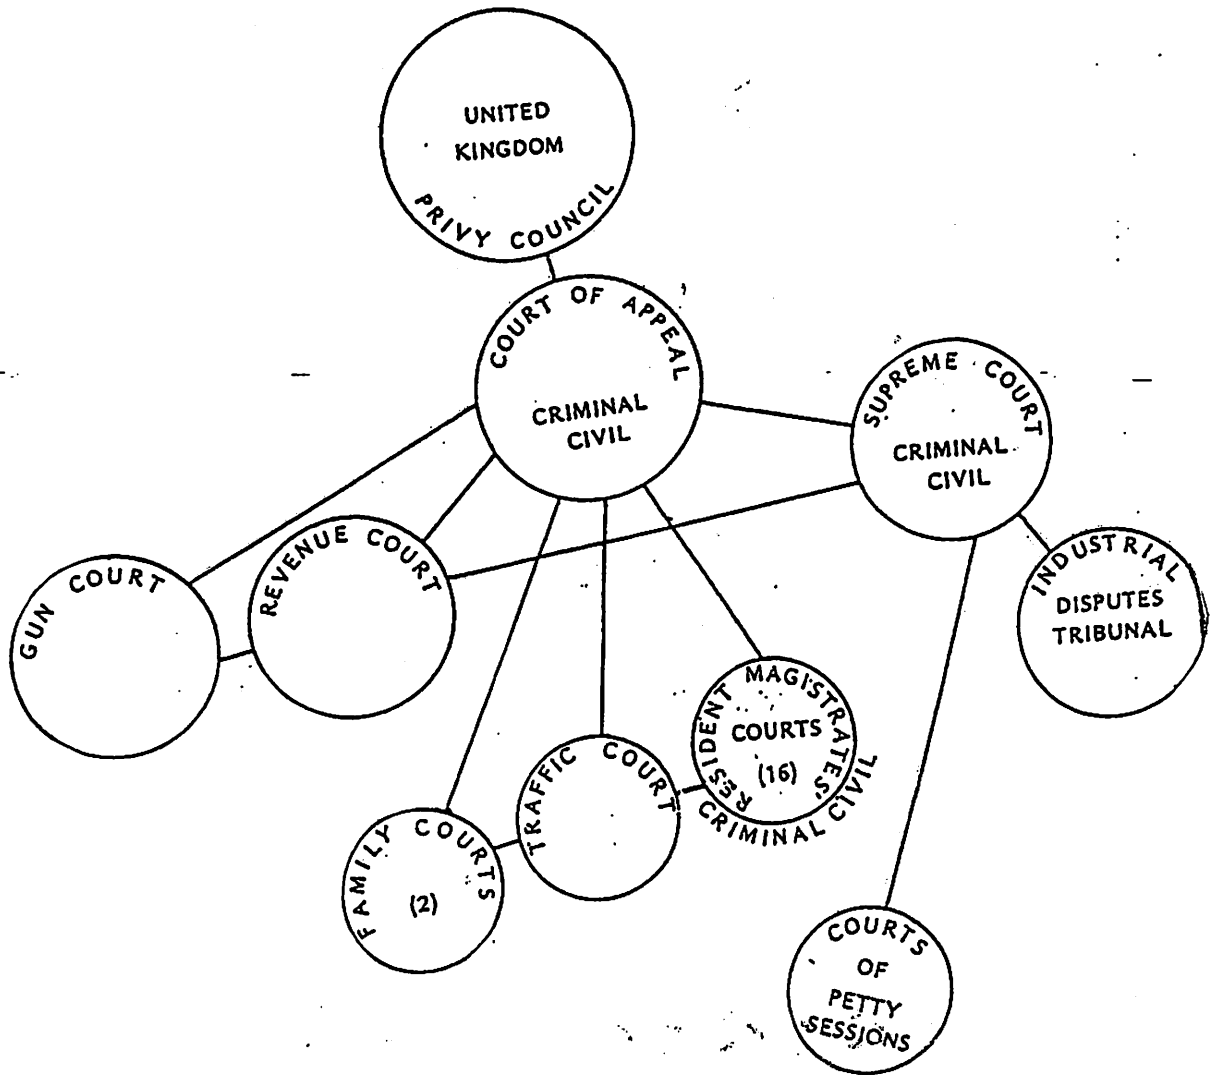 UNITED
KINGDOM
PRIVY COUNCIL
COURT OF APPEAL
CRIMINAL
CIVIL
SUPREME COURT
CRIMINAL
CIVIL
GUN COURT
REVENUE COURT
INDUSTRIAL
DISPUTES
TRIBUNAL
FAMILY COURTS
(2)
TRAFFIC COURT
RESIDENT MAGISTRATES'
COURTS
(16)
CRIMINAL CIVIL
COURTS
OF
PETTY
SESSIONS